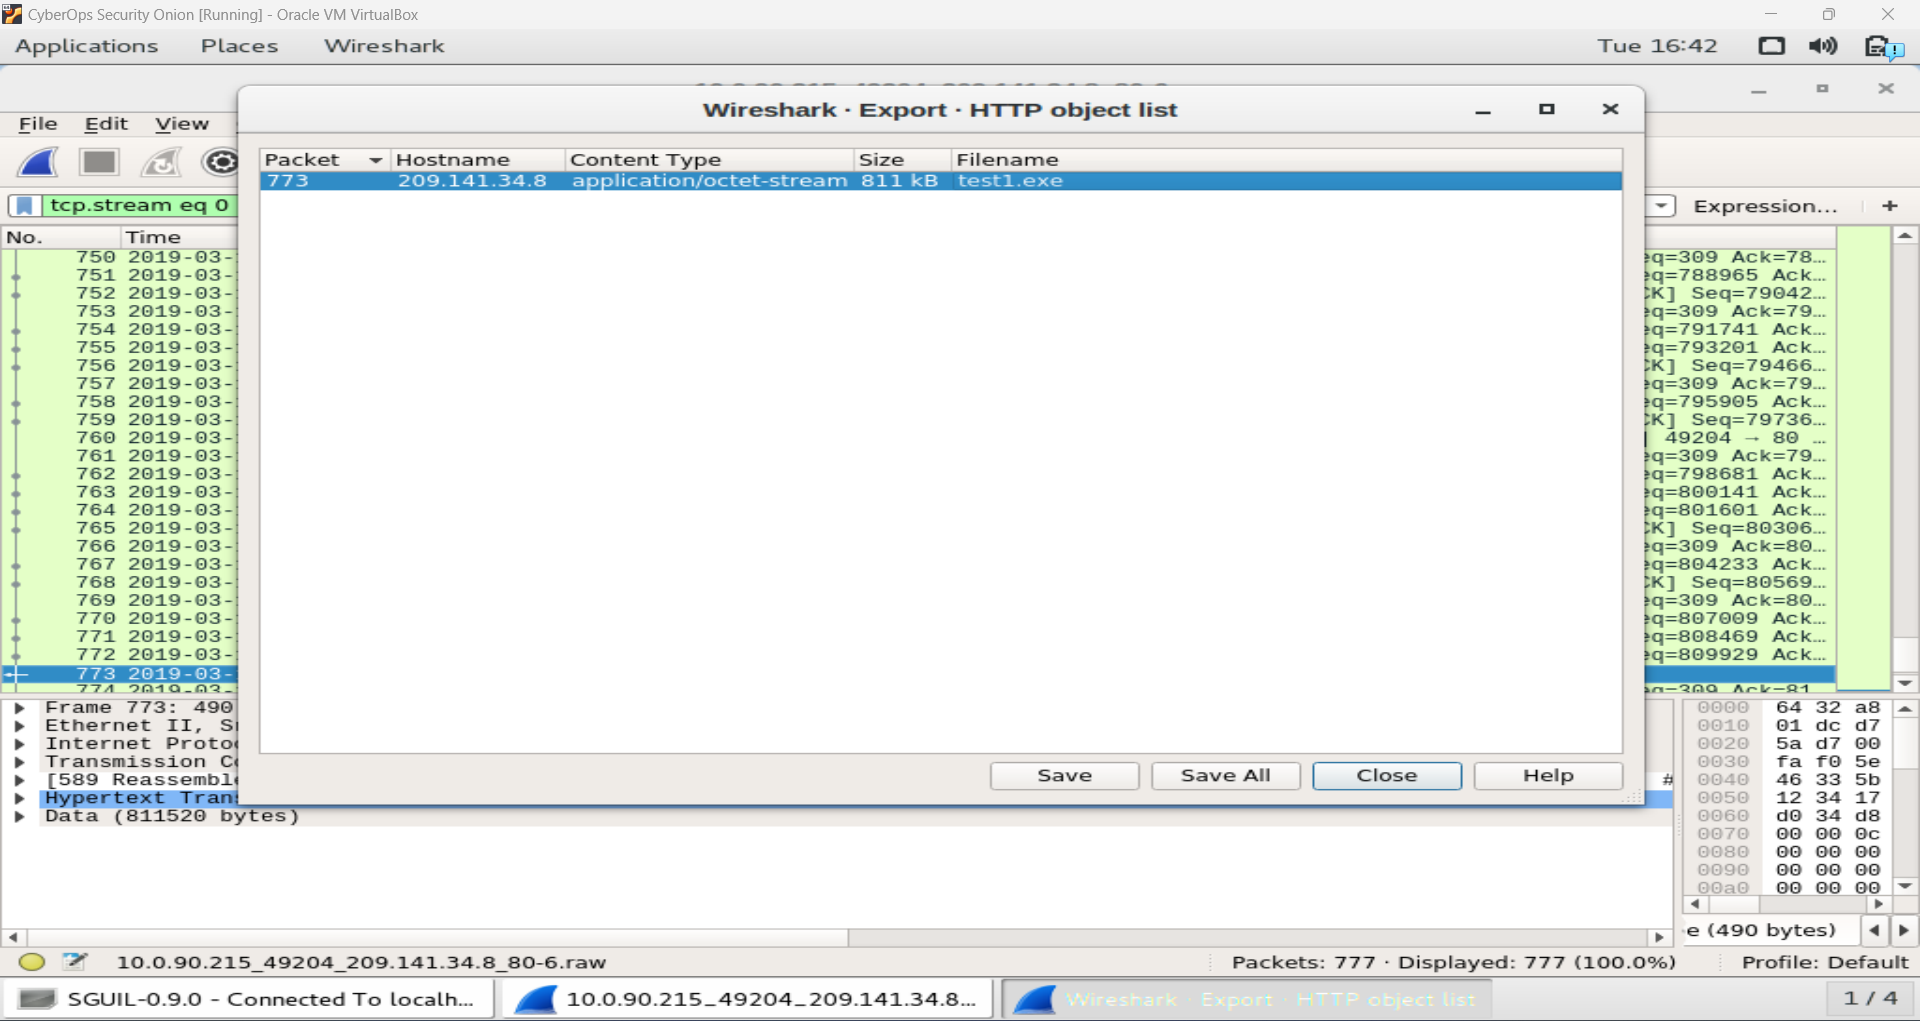 CyberOps Security Onion [Running] - Oracle VM VirtualBox
Applications Places Wireshark Tue 16:42
Wireshark · Export · HTTP object list
File Edit View
Packet Hostname Content Type Size Filename
773 209.141.34.8 application/octet-stream 811 kB test1.exe
tcp.stream eq 0 Expression... +
No. Time
750 2019-03- eq=309 Ack=78…
751 2019-03- eq=788965 Ack…
752 2019-03- CK] Seq=79042…
753 2019-03- eq=309 Ack=79…
754 2019-03- eq=791741 Ack…
755 2019-03- eq=793201 Ack…
756 2019-03- CK] Seq=79466…
757 2019-03- eq=309 Ack=79…
758 2019-03- eq=795905 Ack…
759 2019-03- CK] Seq=79736…
760 2019-03- ] 49204 → 80 …
761 2019-03- eq=309 Ack=79…
762 2019-03- eq=798681 Ack…
763 2019-03- eq=800141 Ack…
764 2019-03- eq=801601 Ack…
765 2019-03- CK] Seq=80306…
766 2019-03- eq=309 Ack=80…
767 2019-03- eq=804233 Ack…
768 2019-03- CK] Seq=80569…
769 2019-03- eq=309 Ack=80…
770 2019-03- eq=807009 Ack…
771 2019-03- eq=808469 Ack…
772 2019-03- eq=809929 Ack…
773 2019-03-
774 2019-03- eq=309 Ack=81
Frame 773: 490 0000 64 32 a8
Ethernet II, S 0010 01 dc d7
Internet Proto 0020 5a d7 00
Transmission C 0030 fa f0 5e
[589 Reassemble # 0040 46 33 5b
Hypertext Tran 0050 12 34 17
Data (811520 bytes) 0060 d0 34 d8
0070 00 00 0c
0080 00 00 00
0090 00 00 00
00a0 00 00 00
Save Save All Close Help
e (490 bytes)
10.0.90.215_49204_209.141.34.8_80-6.raw Packets: 777 · Displayed: 777 (100.0%) Profile: Default
SGUIL-0.9.0 - Connected To localh... 10.0.90.215_49204_209.141.34.8... Wireshark · Export · HTTP object list 1 / 4